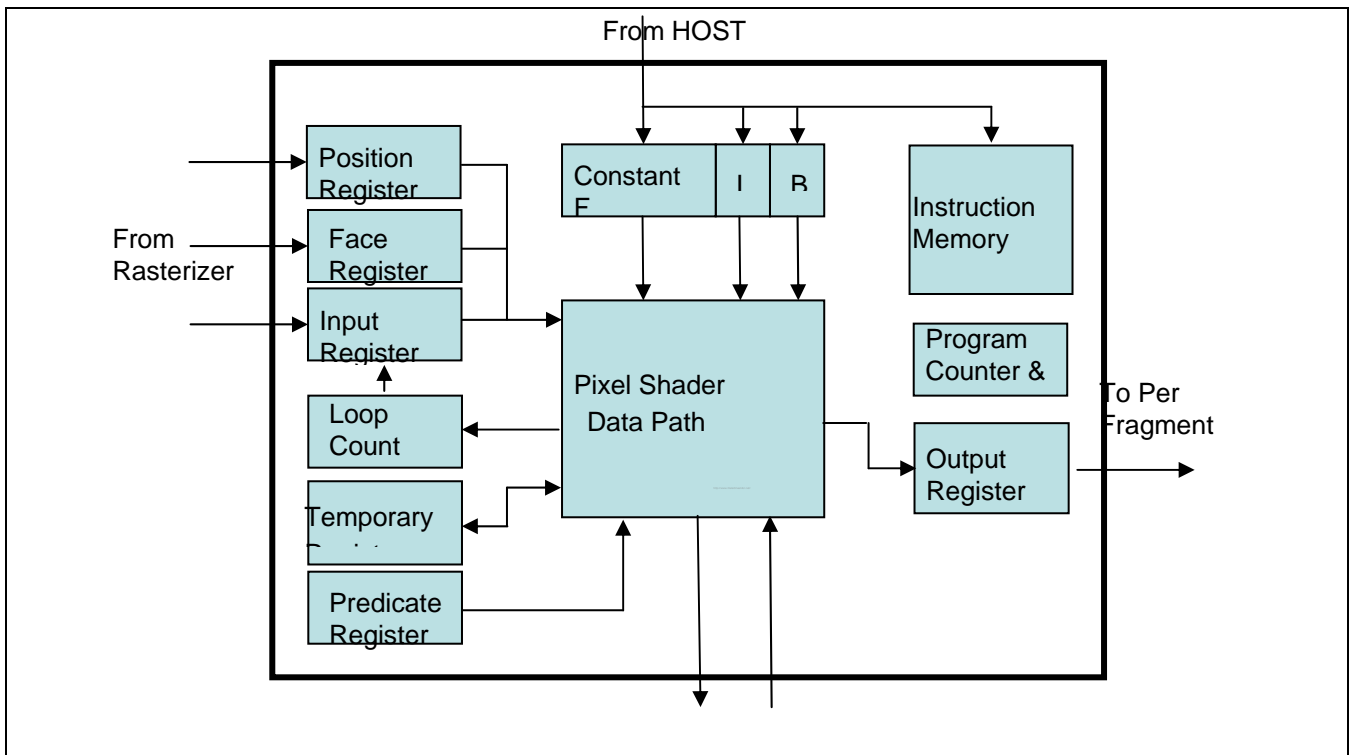 From HOST
Position
Register
Face
Register
Input
Register
From
Rasterizer
Loop
Count
Temporary
Predicate
Register
Constant
Pixel Shader
Data Path
Instruction
Memory
Program
Counter &
Output
Register
To Per
Fragment